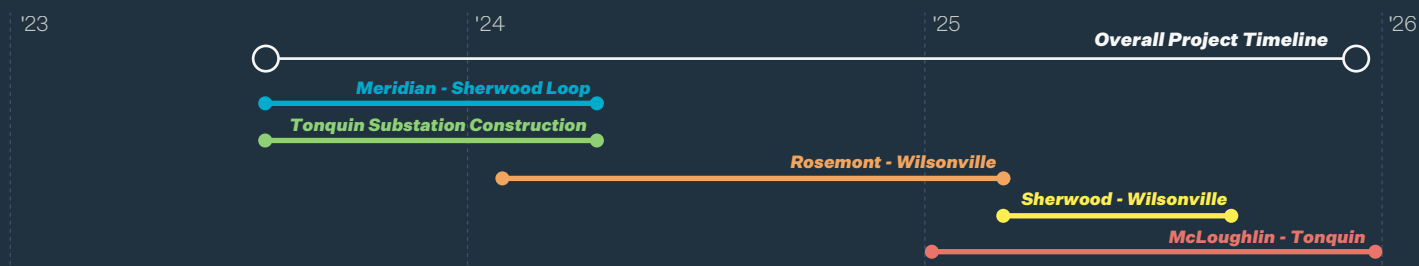 '23
'24
'25
'26
Overall Project Timeline
Meridian - Sherwood Loop
Tonquin Substation Construction
Rosemont - Wilsonville
Sherwood - Wilsonville
McLoughlin - Tonquin